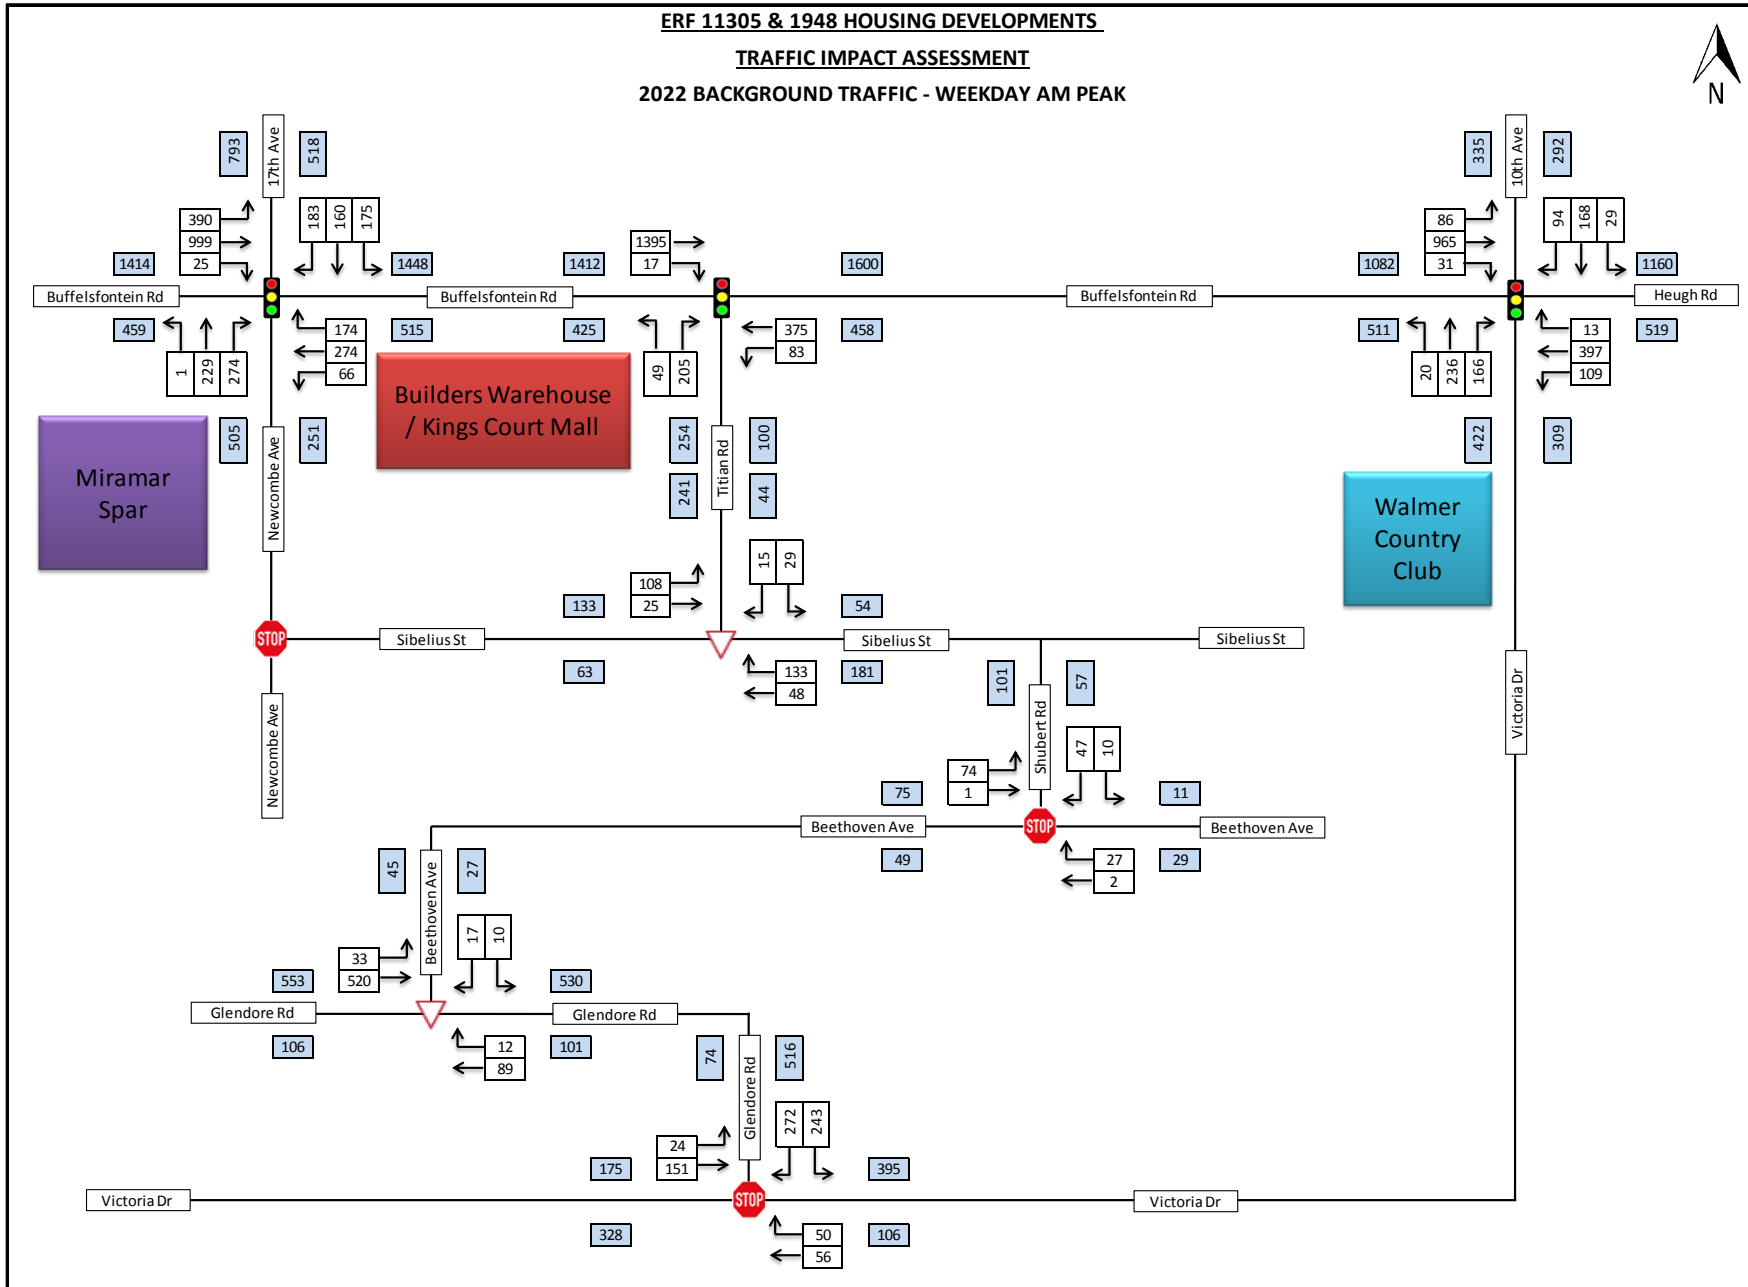 ERF 11305 & 1948 HOUSING DEVELOPMENTS
TRAFFIC IMPACT ASSESSMENT
2022 BACKGROUND TRAFFIC - WEEKDAY AM PEAK
N
793
17th Ave
518
335
10th Ave
292
390
999
25
183
160
175
1395
17
86
965
31
94
168
29
1414
1448
1412
1600
1082
1160
Buffelsfontein Rd
Buffelsfontein Rd
Buffelsfontein Rd
Heugh Rd
459
515
425
458
511
519
1
229
274
174
274
66
49
205
375
83
20
236
166
13
397
109
Builders Warehouse
/ Kings Court Mall
Miramar
Spar
505
Newcombe Ave
251
254
Titian Rd
100
241
44
422
309
Walmer
Country
Club
108
25
15
29
133
54
STOP
Sibelius St
Sibelius St
Sibelius St
63
133
48
181
Newcombe Ave
101
Shubert Rd
57
Victoria Dr
74
1
47
10
75
11
Beethoven Ave
STOP
Beethoven Ave
49
27
2
29
45
Beethoven Ave
27
33
520
17
10
553
530
Glendore Rd
Glendore Rd
106
12
89
101
74
Glendore Rd
516
24
151
272
243
175
395
Victoria Dr
STOP
Victoria Dr
328
50
56
106